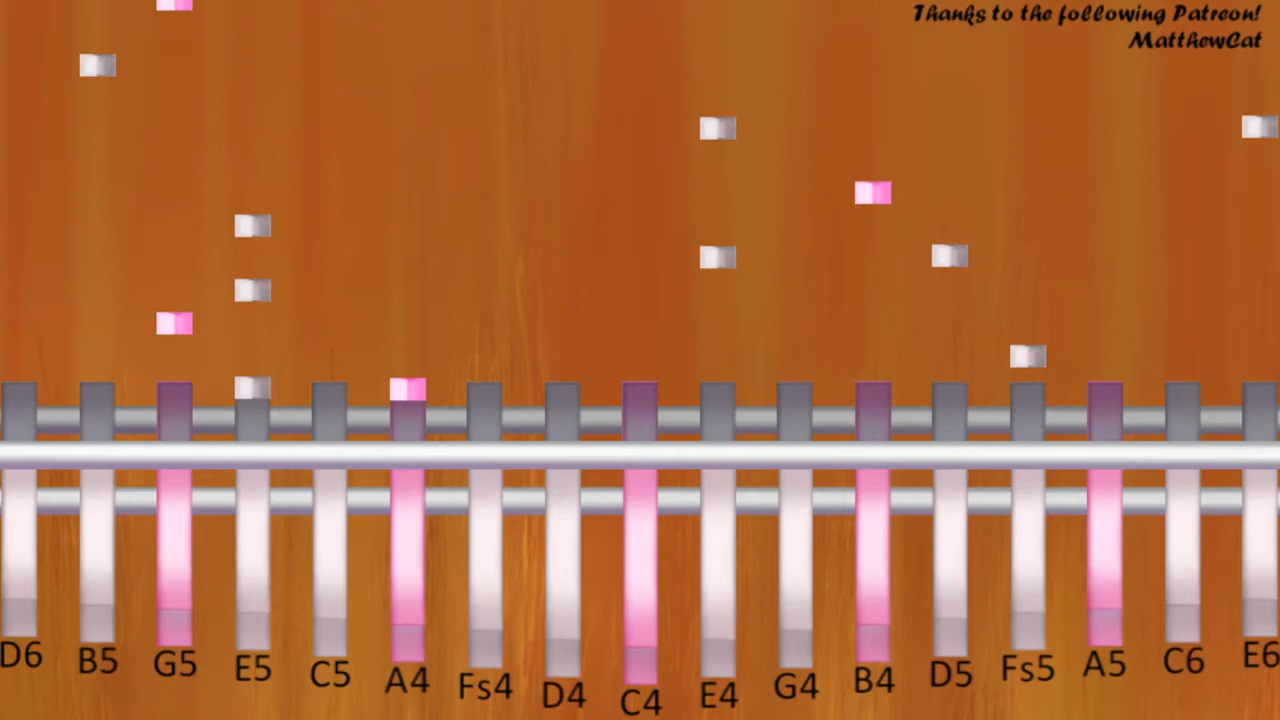 Thanks to the following Patreon!
MatthewCat
D6 B5 G5 E5 C5 A4 Fs4 D4 C4 E4 G4 B4 D5 Fs5 A5 C6 E6